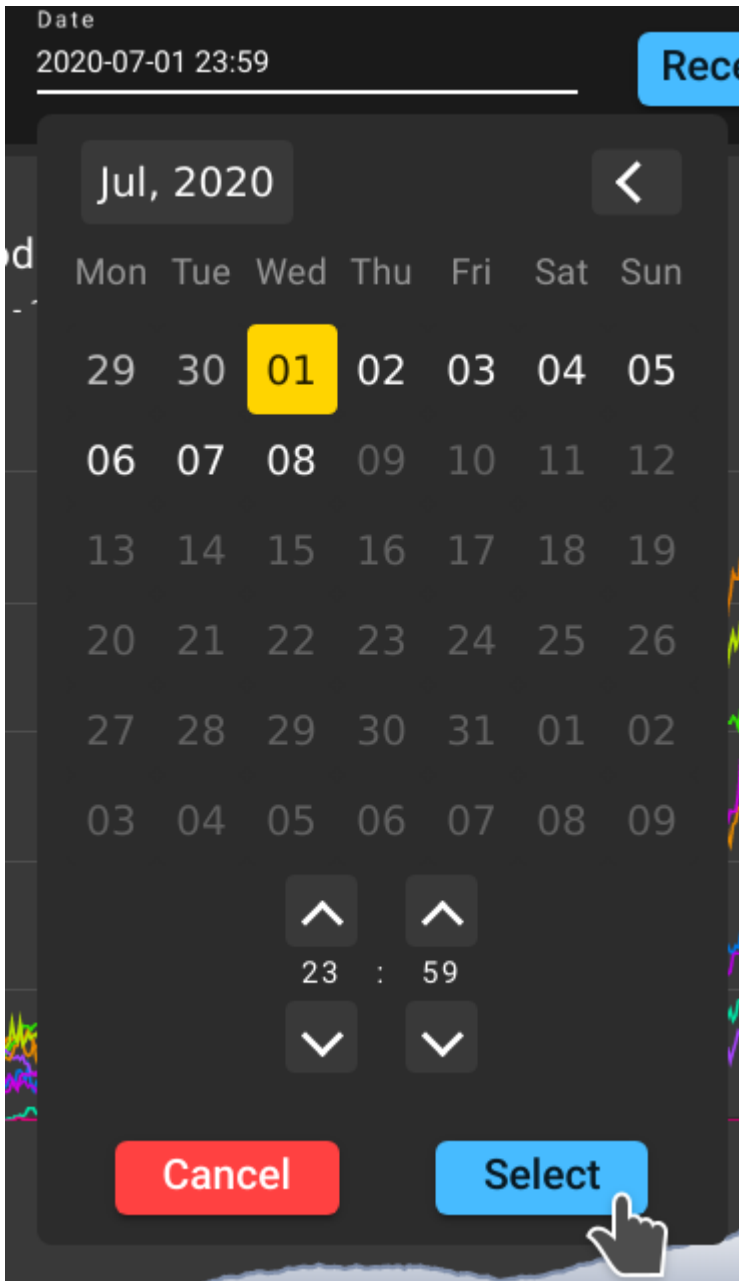 Date
2020-07-01 23:59
Jul, 2020
Mon Tue Wed Thu Fri Sat Sun
29 30 01 02 03 04 05
06 07 08 09 10 11 12
13 14 15 16 17 18 19
20 21 22 23 24 25 26
27 28 29 30 31 01 02
03 04 05 06 07 08 09
23 : 59
Cancel Select